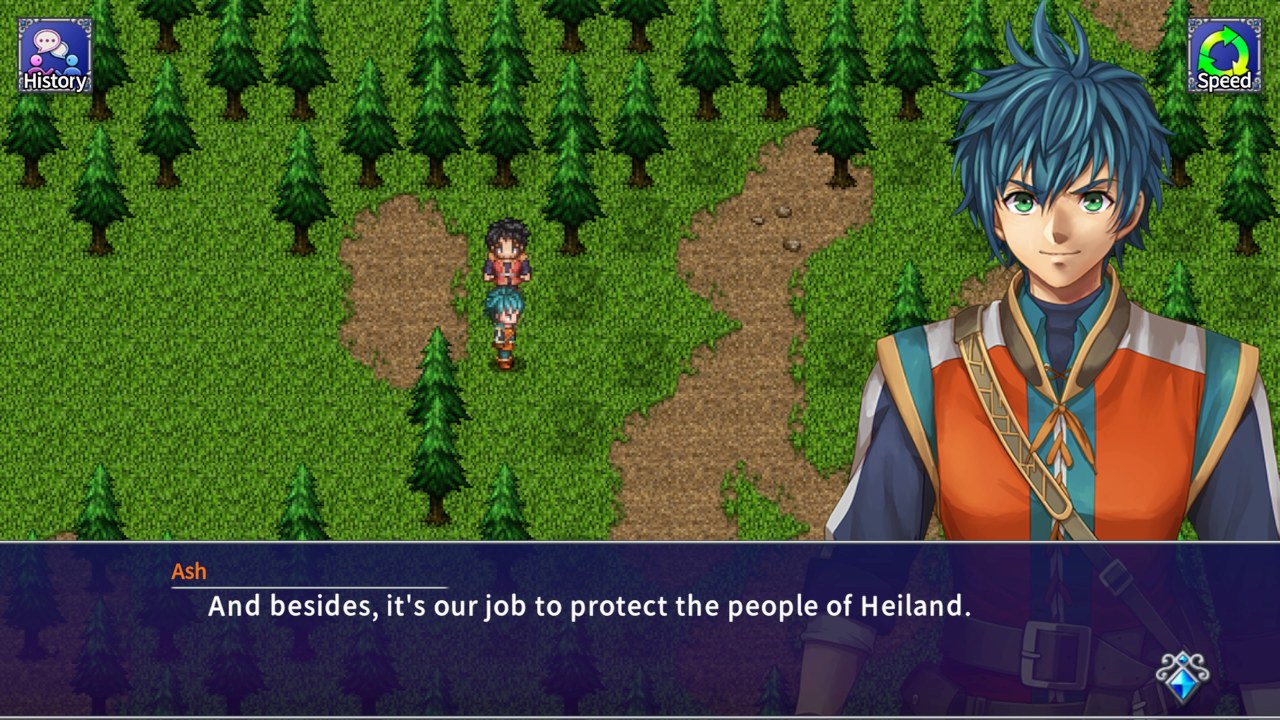 History
Speed
Ash
And besides, it's our job to protect the people of Heiland.